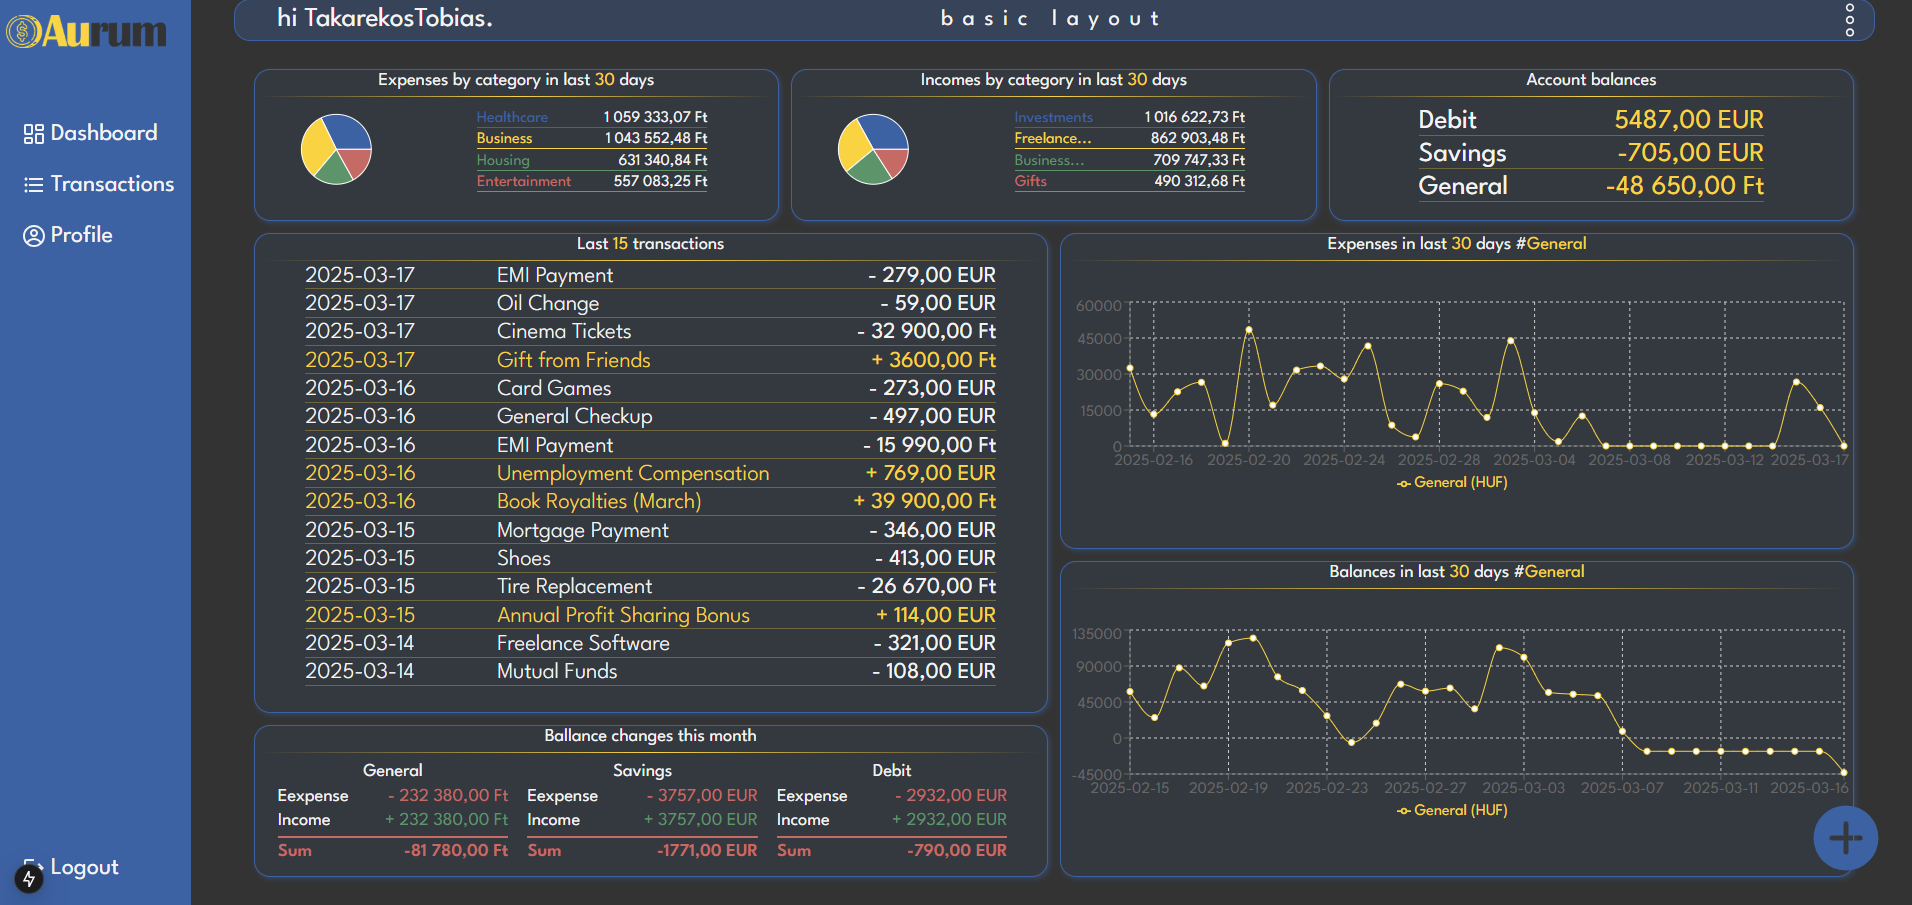 Aurum
Dashboard
Transactions
Profile
Logout
hi TakarekosTobias.
basic layout
Expenses by category in last 30 days
Healthcare 1 059 333,07 Ft
Business 1 043 552,48 Ft
Housing 631 340,84 Ft
Entertainment 557 083,25 Ft
Incomes by category in last 30 days
Investments 1 016 622,73 Ft
Freelance... 862 903,48 Ft
Business... 709 747,33 Ft
Gifts 490 312,68 Ft
Account balances
Debit 5487,00 EUR
Savings -705,00 EUR
General -48 650,00 Ft
Last 15 transactions
2025-03-17 EMI Payment - 279,00 EUR
2025-03-17 Oil Change - 59,00 EUR
2025-03-17 Cinema Tickets - 32 900,00 Ft
2025-03-17 Gift from Friends + 3600,00 Ft
2025-03-16 Card Games - 273,00 EUR
2025-03-16 General Checkup - 497,00 EUR
2025-03-16 EMI Payment - 15 990,00 Ft
2025-03-16 Unemployment Compensation + 769,00 EUR
2025-03-16 Book Royalties (March) + 39 900,00 Ft
2025-03-15 Mortgage Payment - 346,00 EUR
2025-03-15 Shoes - 413,00 EUR
2025-03-15 Tire Replacement - 26 670,00 Ft
2025-03-15 Annual Profit Sharing Bonus + 114,00 EUR
2025-03-14 Freelance Software - 321,00 EUR
2025-03-14 Mutual Funds - 108,00 EUR
Ballance changes this month
General
Eexpense - 232 380,00 Ft
Income + 232 380,00 Ft
Sum -81 780,00 Ft
Savings
Eexpense - 3757,00 EUR
Income + 3757,00 EUR
Sum -1771,00 EUR
Debit
Eexpense - 2932,00 EUR
Income + 2932,00 EUR
Sum -790,00 EUR
Expenses in last 30 days #General
60000
45000
30000
15000
0
2025-02-16 2025-02-20 2025-02-24 2025-02-28 2025-03-04 2025-03-08 2025-03-12 2025-03-17
General (HUF)
Balances in last 30 days #General
135000
90000
45000
0
-45000
2025-02-15 2025-02-19 2025-02-23 2025-02-27 2025-03-03 2025-03-07 2025-03-11 2025-03-16
General (HUF)